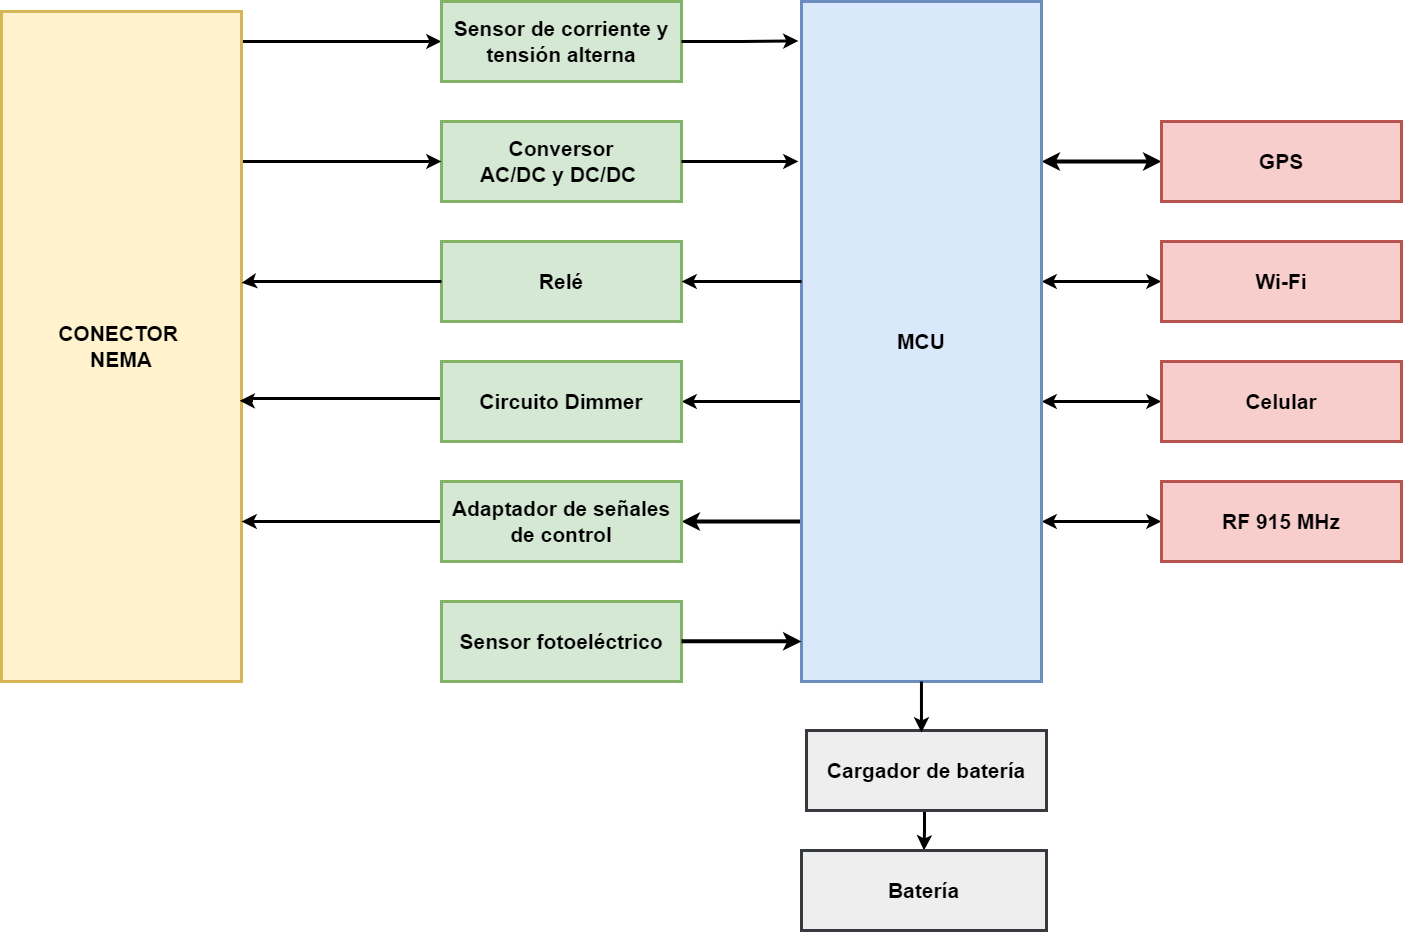 CONECTOR
NEMA
Sensor de corriente y
tensión alterna
Conversor
AC/DC y DC/DC
Relé
Circuito Dimmer
Adaptador de señales
de control
Sensor fotoeléctrico
MCU
GPS
Wi-Fi
Celular
RF 915 MHz
Cargador de batería
Batería